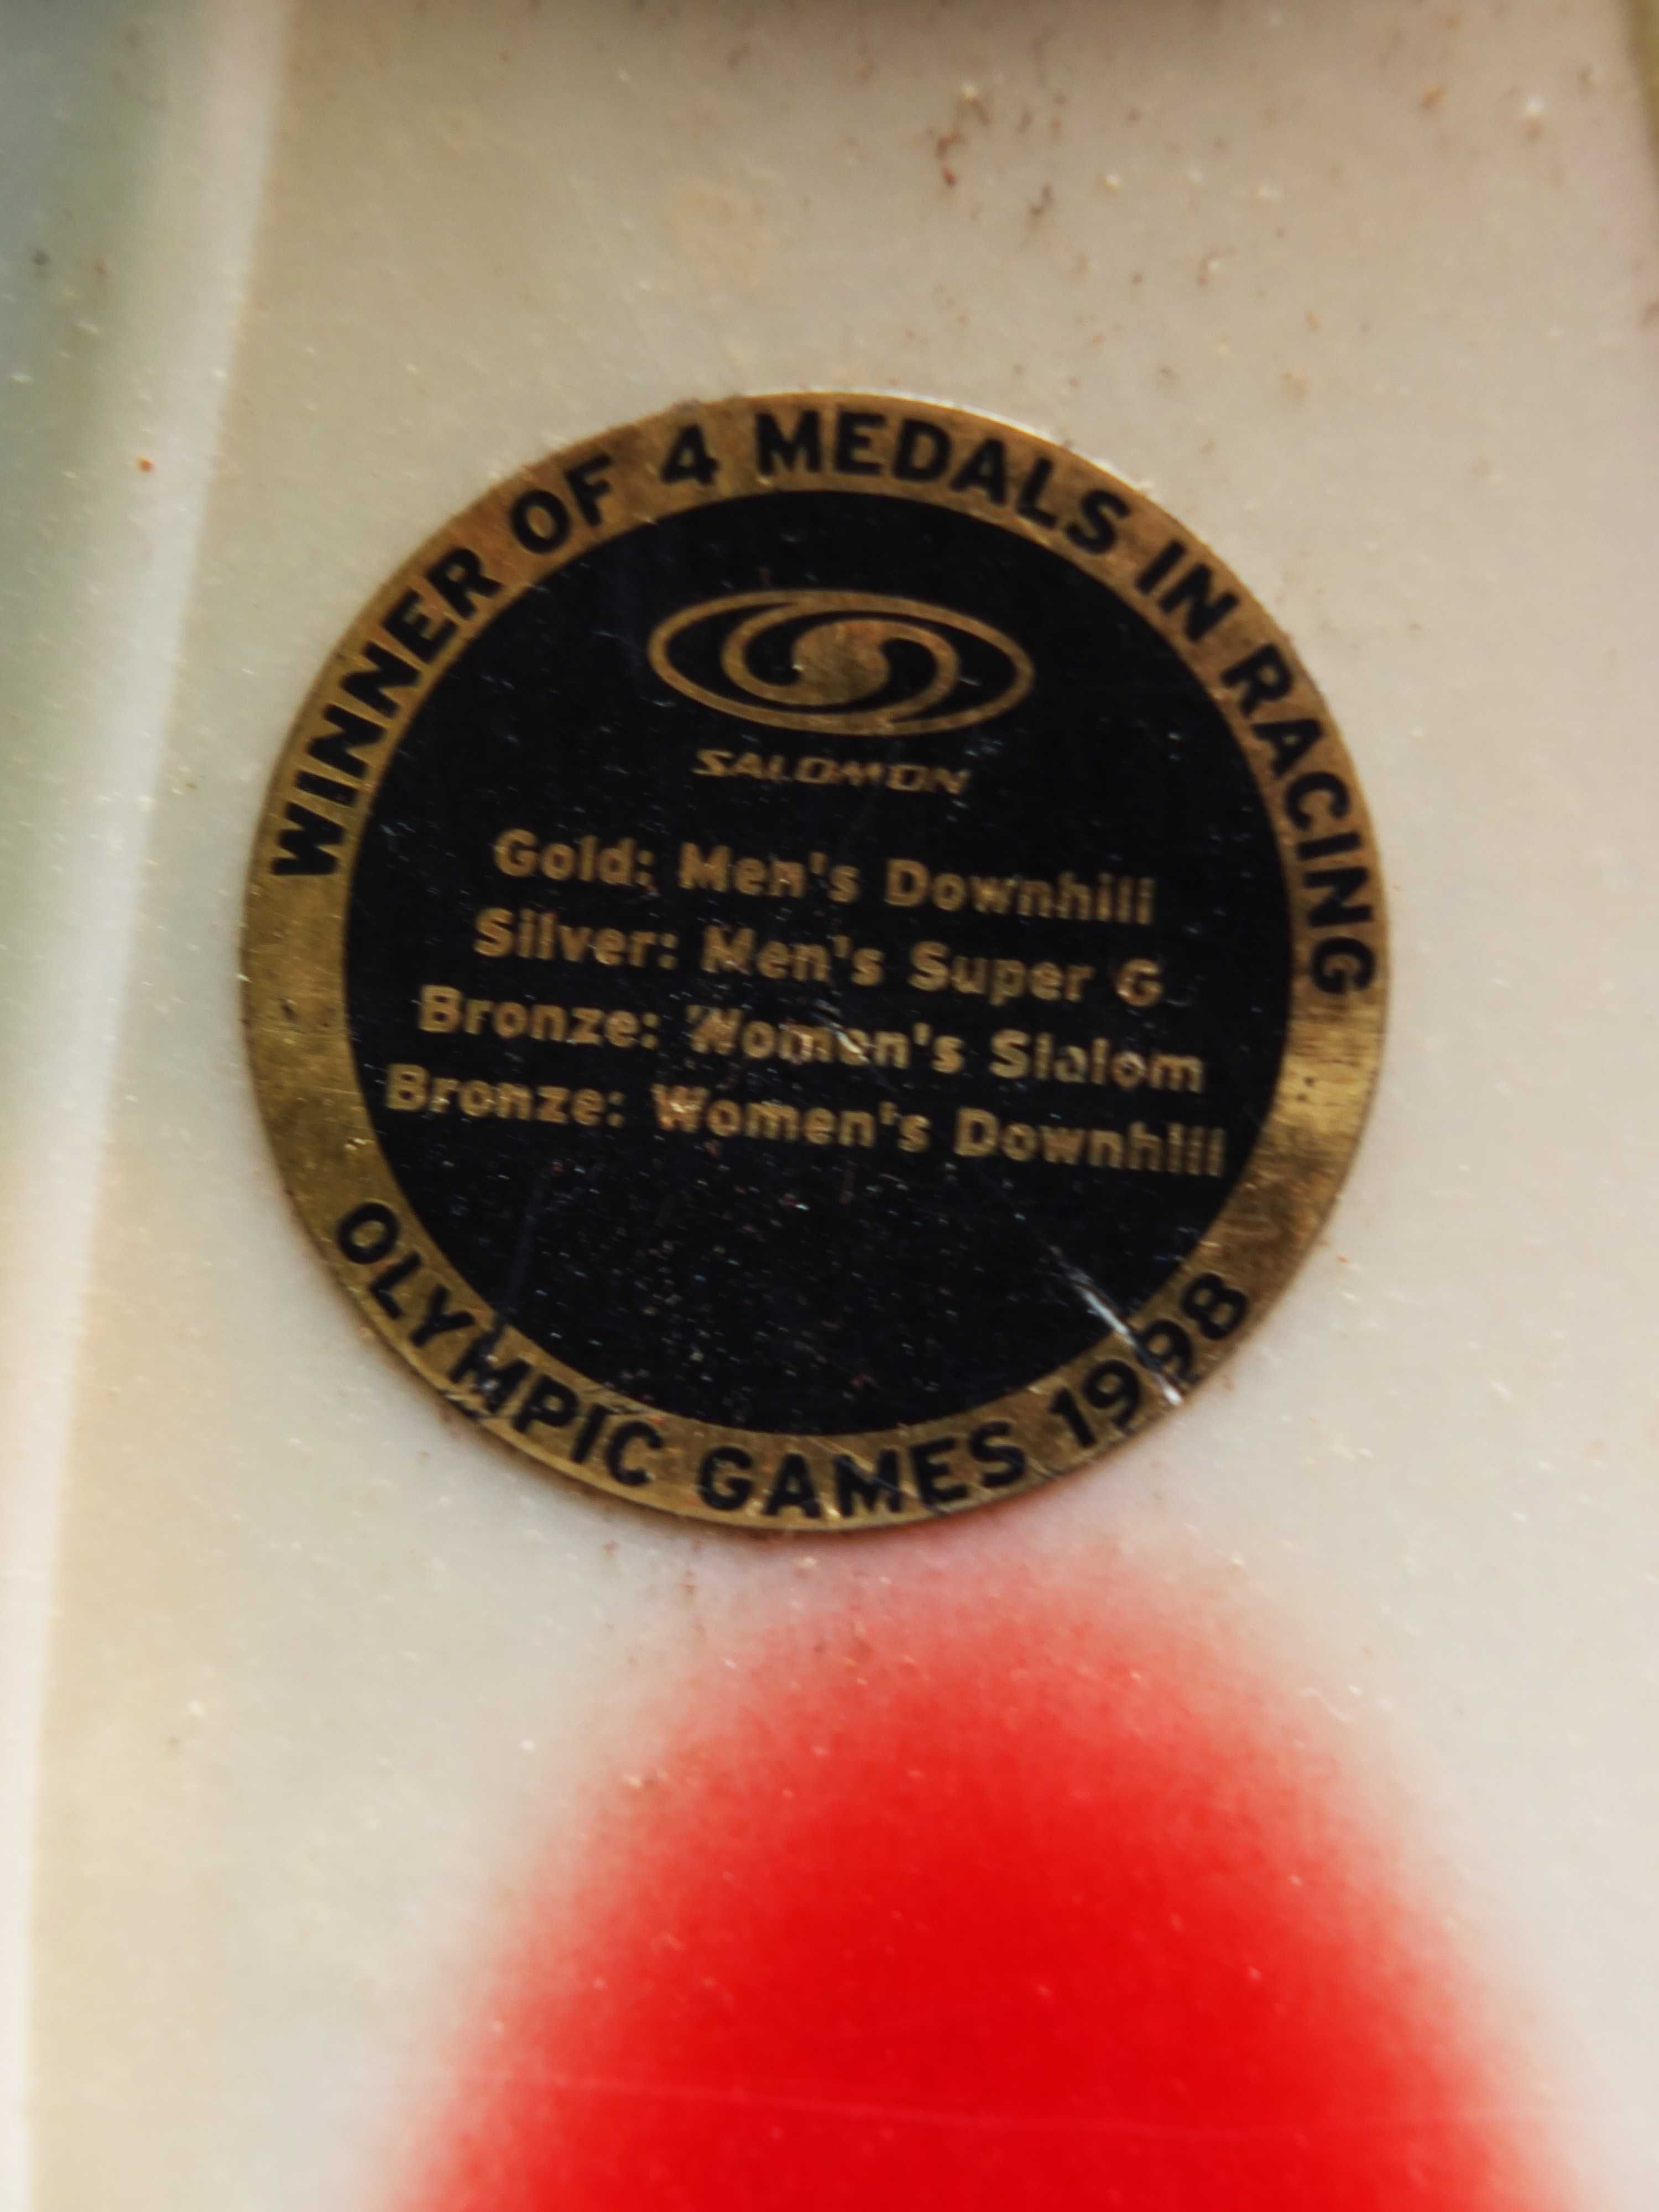 WINNER OF 4 MEDALS IN RACING
SALOMON
Gold: Men's Downhill
Silver: Men's Super G
Bronze: Women's Slalom
Bronze: Women's Downhill
OLYMPIC GAMES 1998